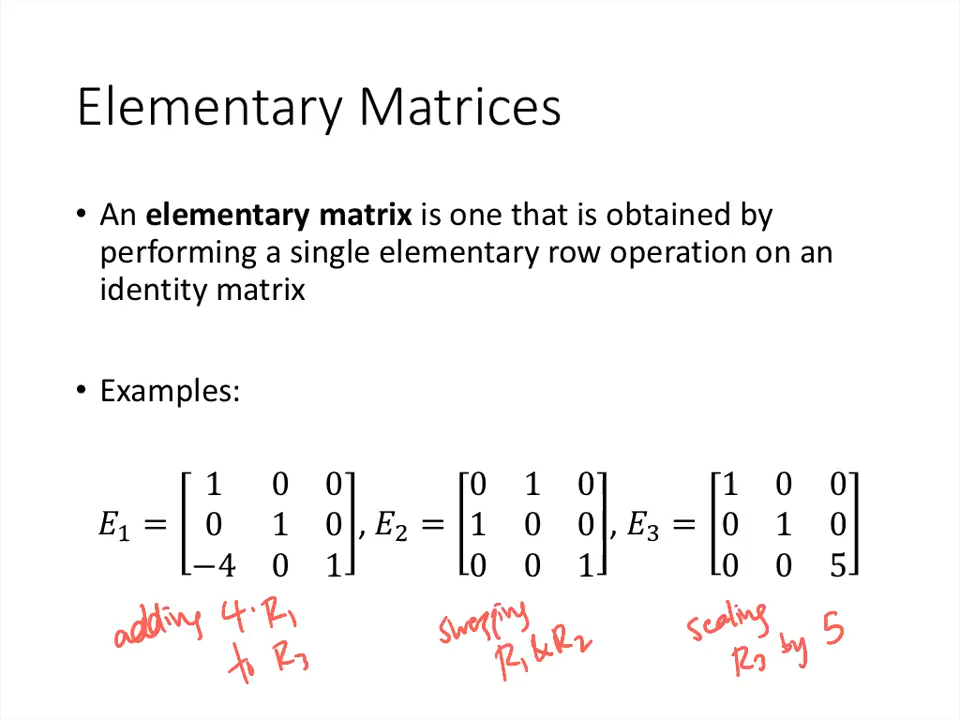 Elementary Matrices
• An elementary matrix is one that is obtained by
performing a single elementary row operation on an
identity matrix
• Examples:
E₁ = [1 0 0; 0 1 0; −4 0 1], E₂ = [0 1 0; 1 0 0; 0 0 1], E₃ = [1 0 0; 0 1 0; 0 0 5]
adding 4·R₁
to R₃
swapping
R₁ & R₂
scaling
R₃ by 5